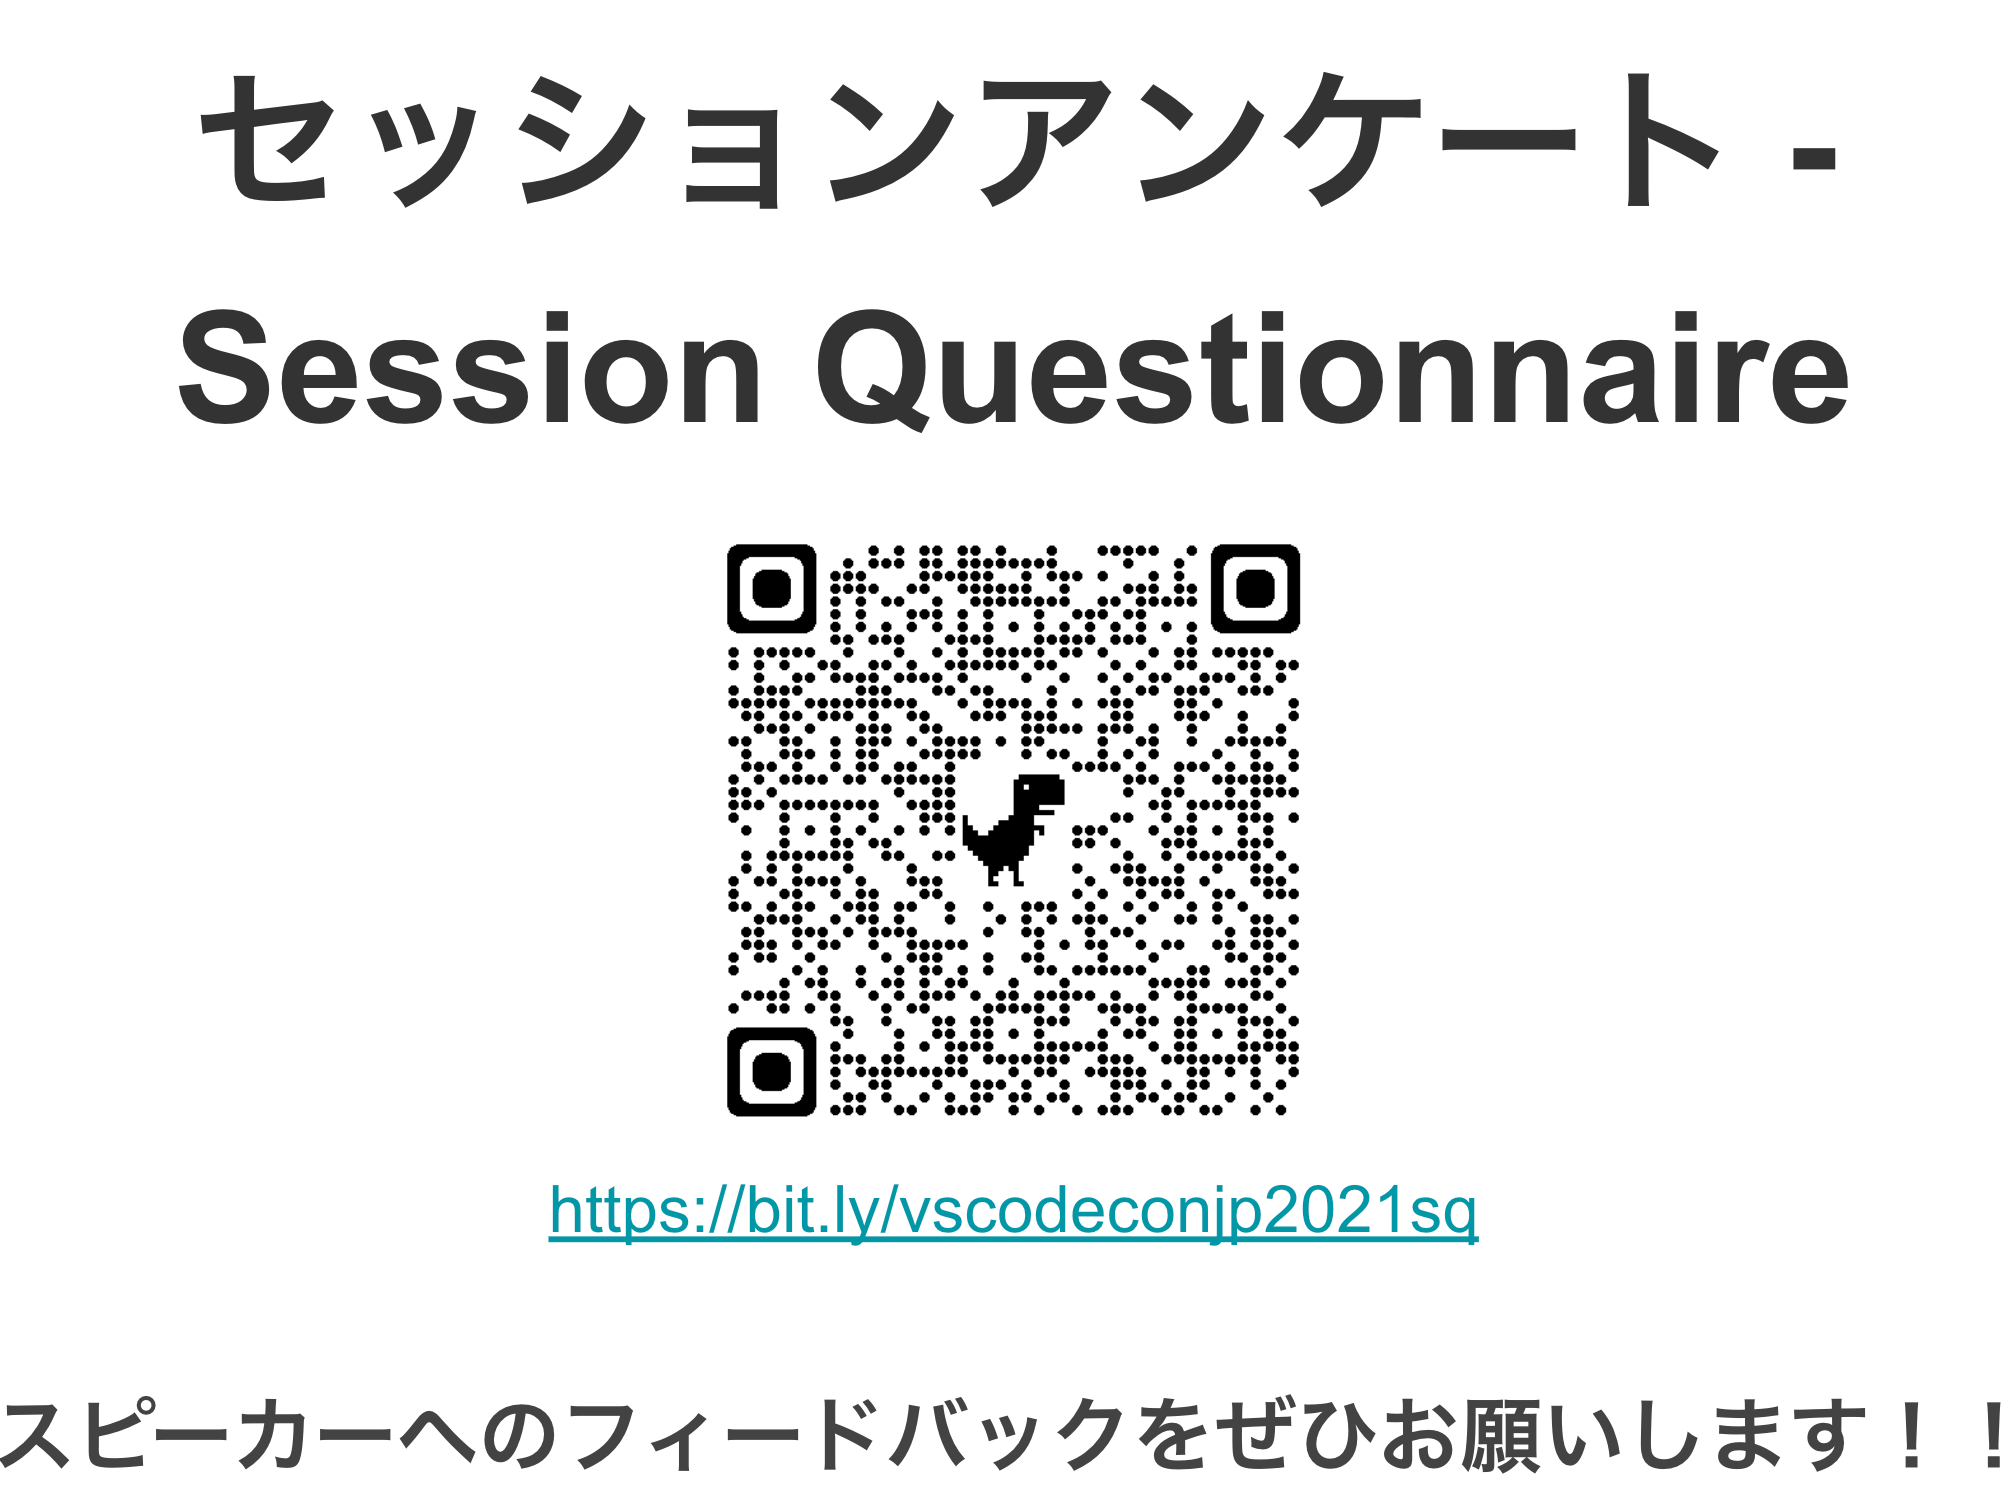 セッションアンケート -
Session Questionnaire
https://bit.ly/vscodeconjp2021sq
スピーカーへのフィードバックをぜひお願いします！！